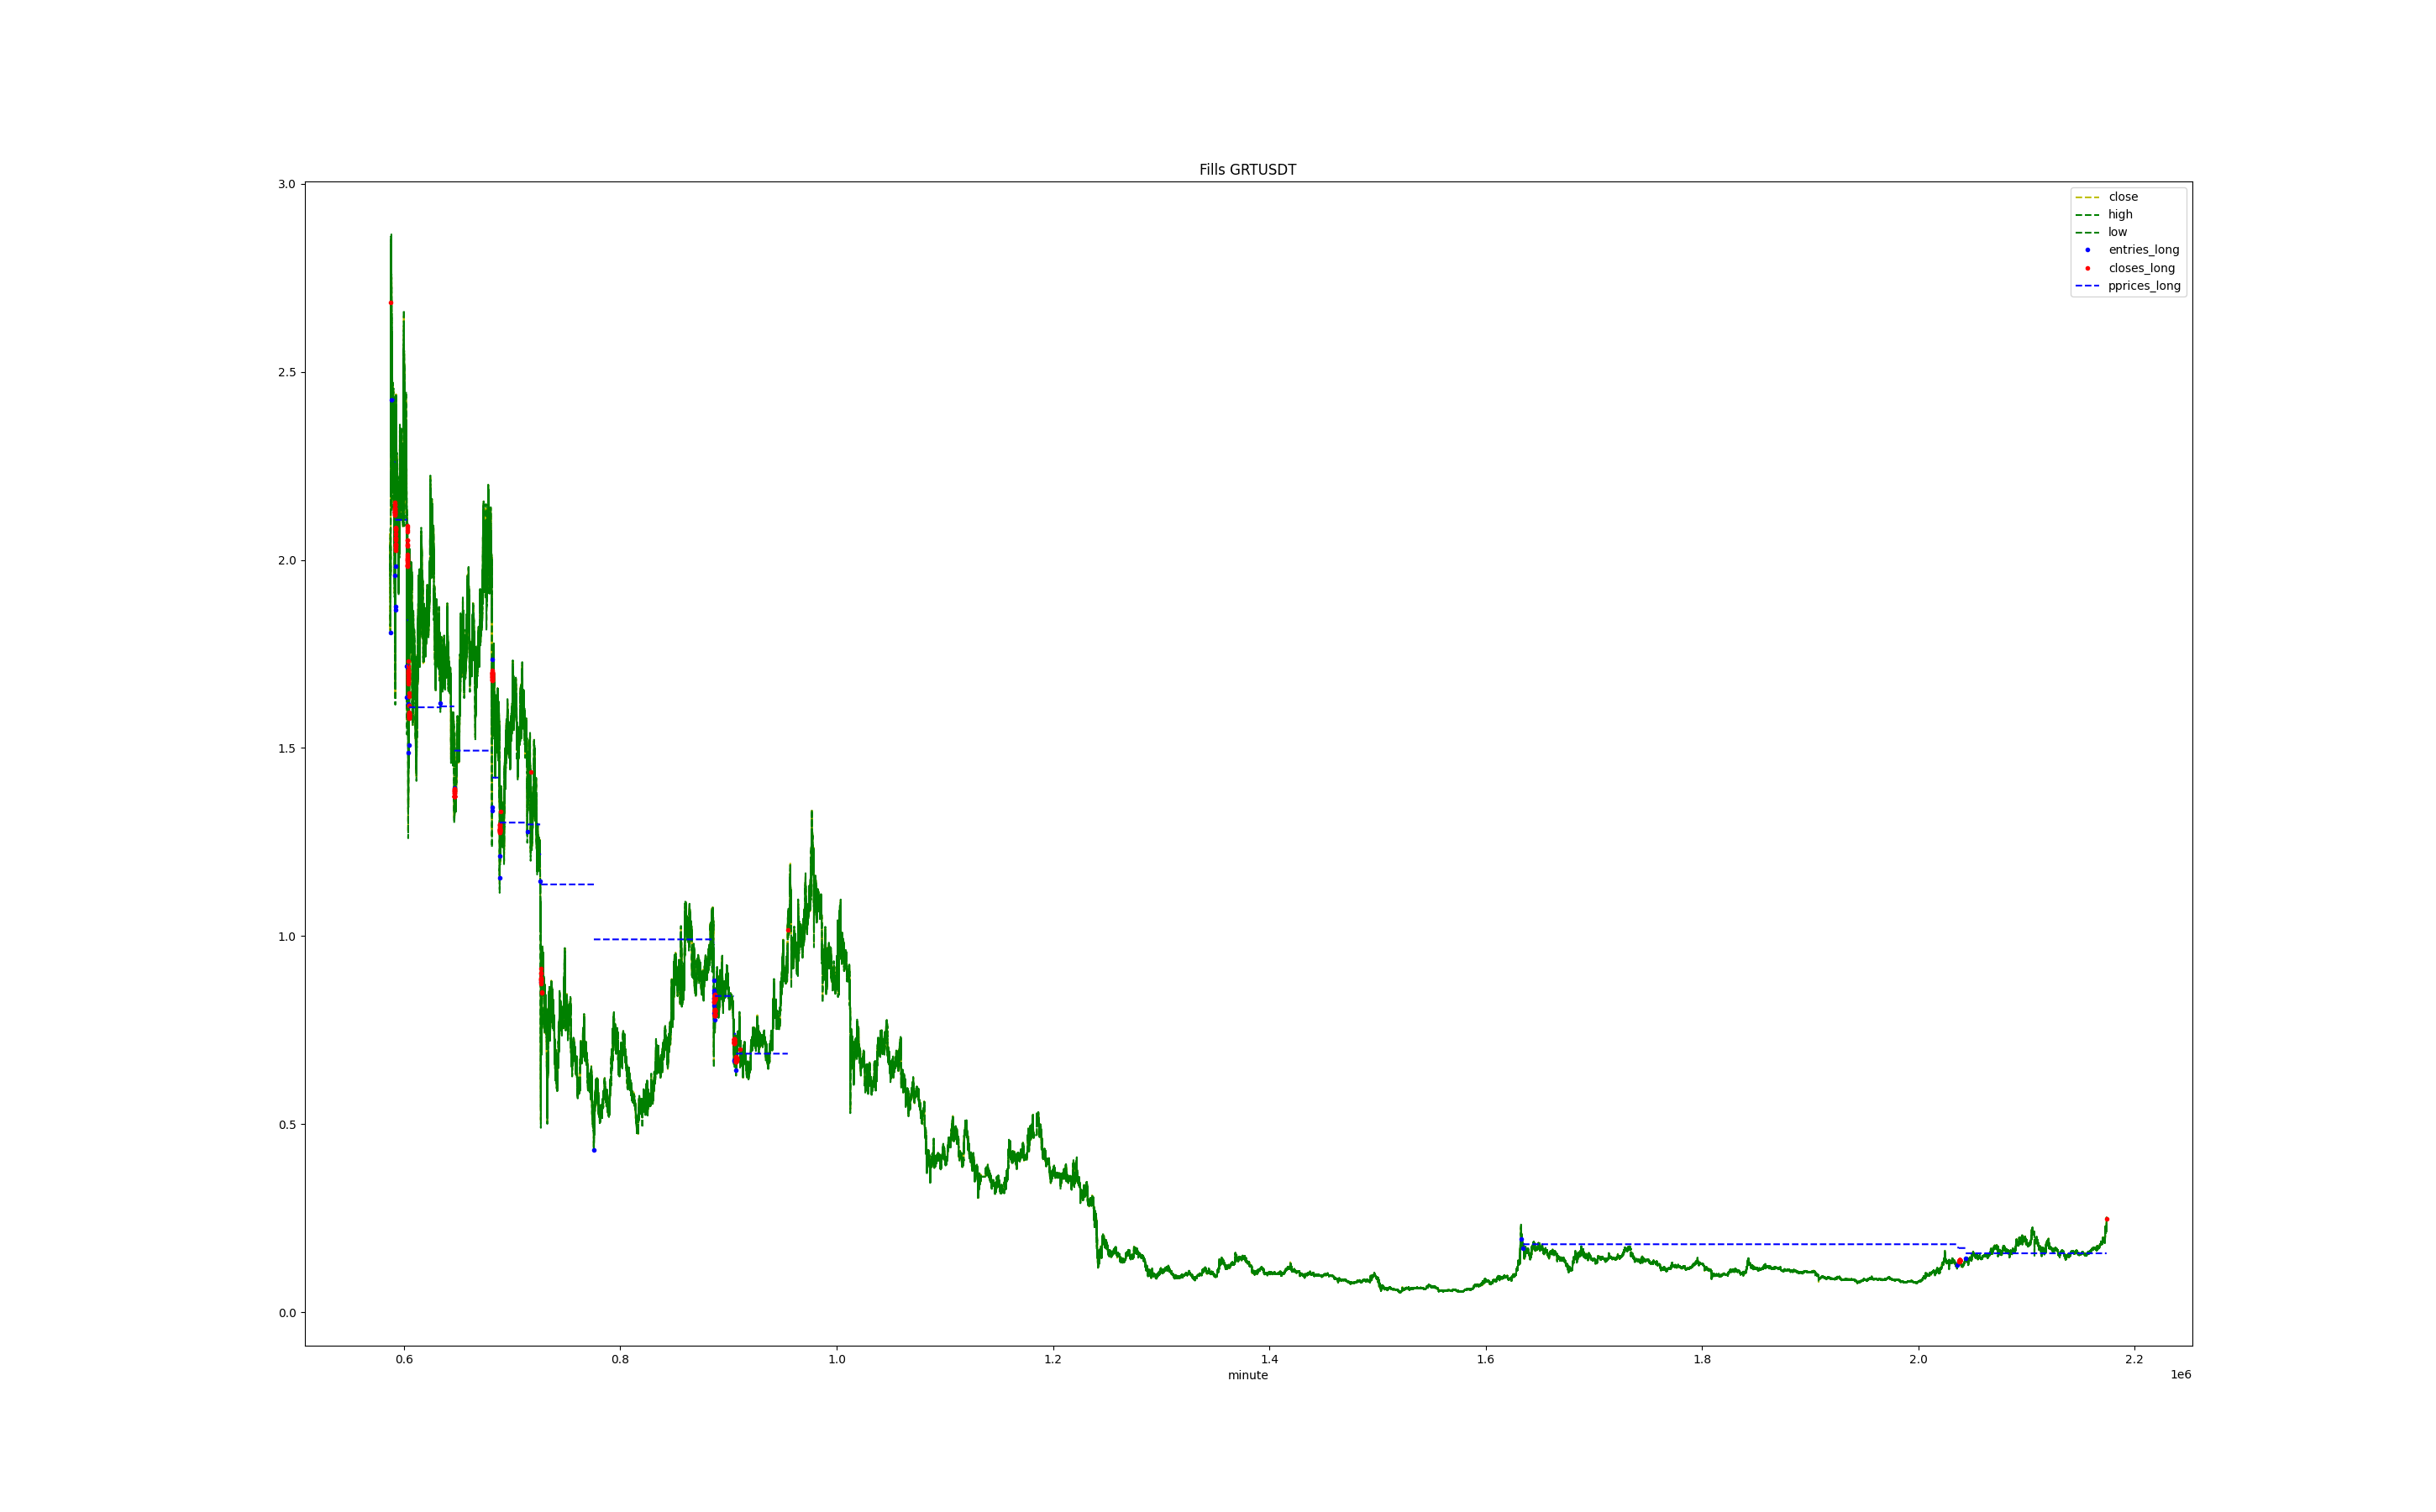 Fills GRTUSDT
3.0
2.5
2.0
1.5
1.0
0.5
0.0
close
high
low
entries_long
closes_long
pprices_long
0.6 0.8 1.0 1.2 1.4 1.6 1.8 2.0 2.2
minute 1e6